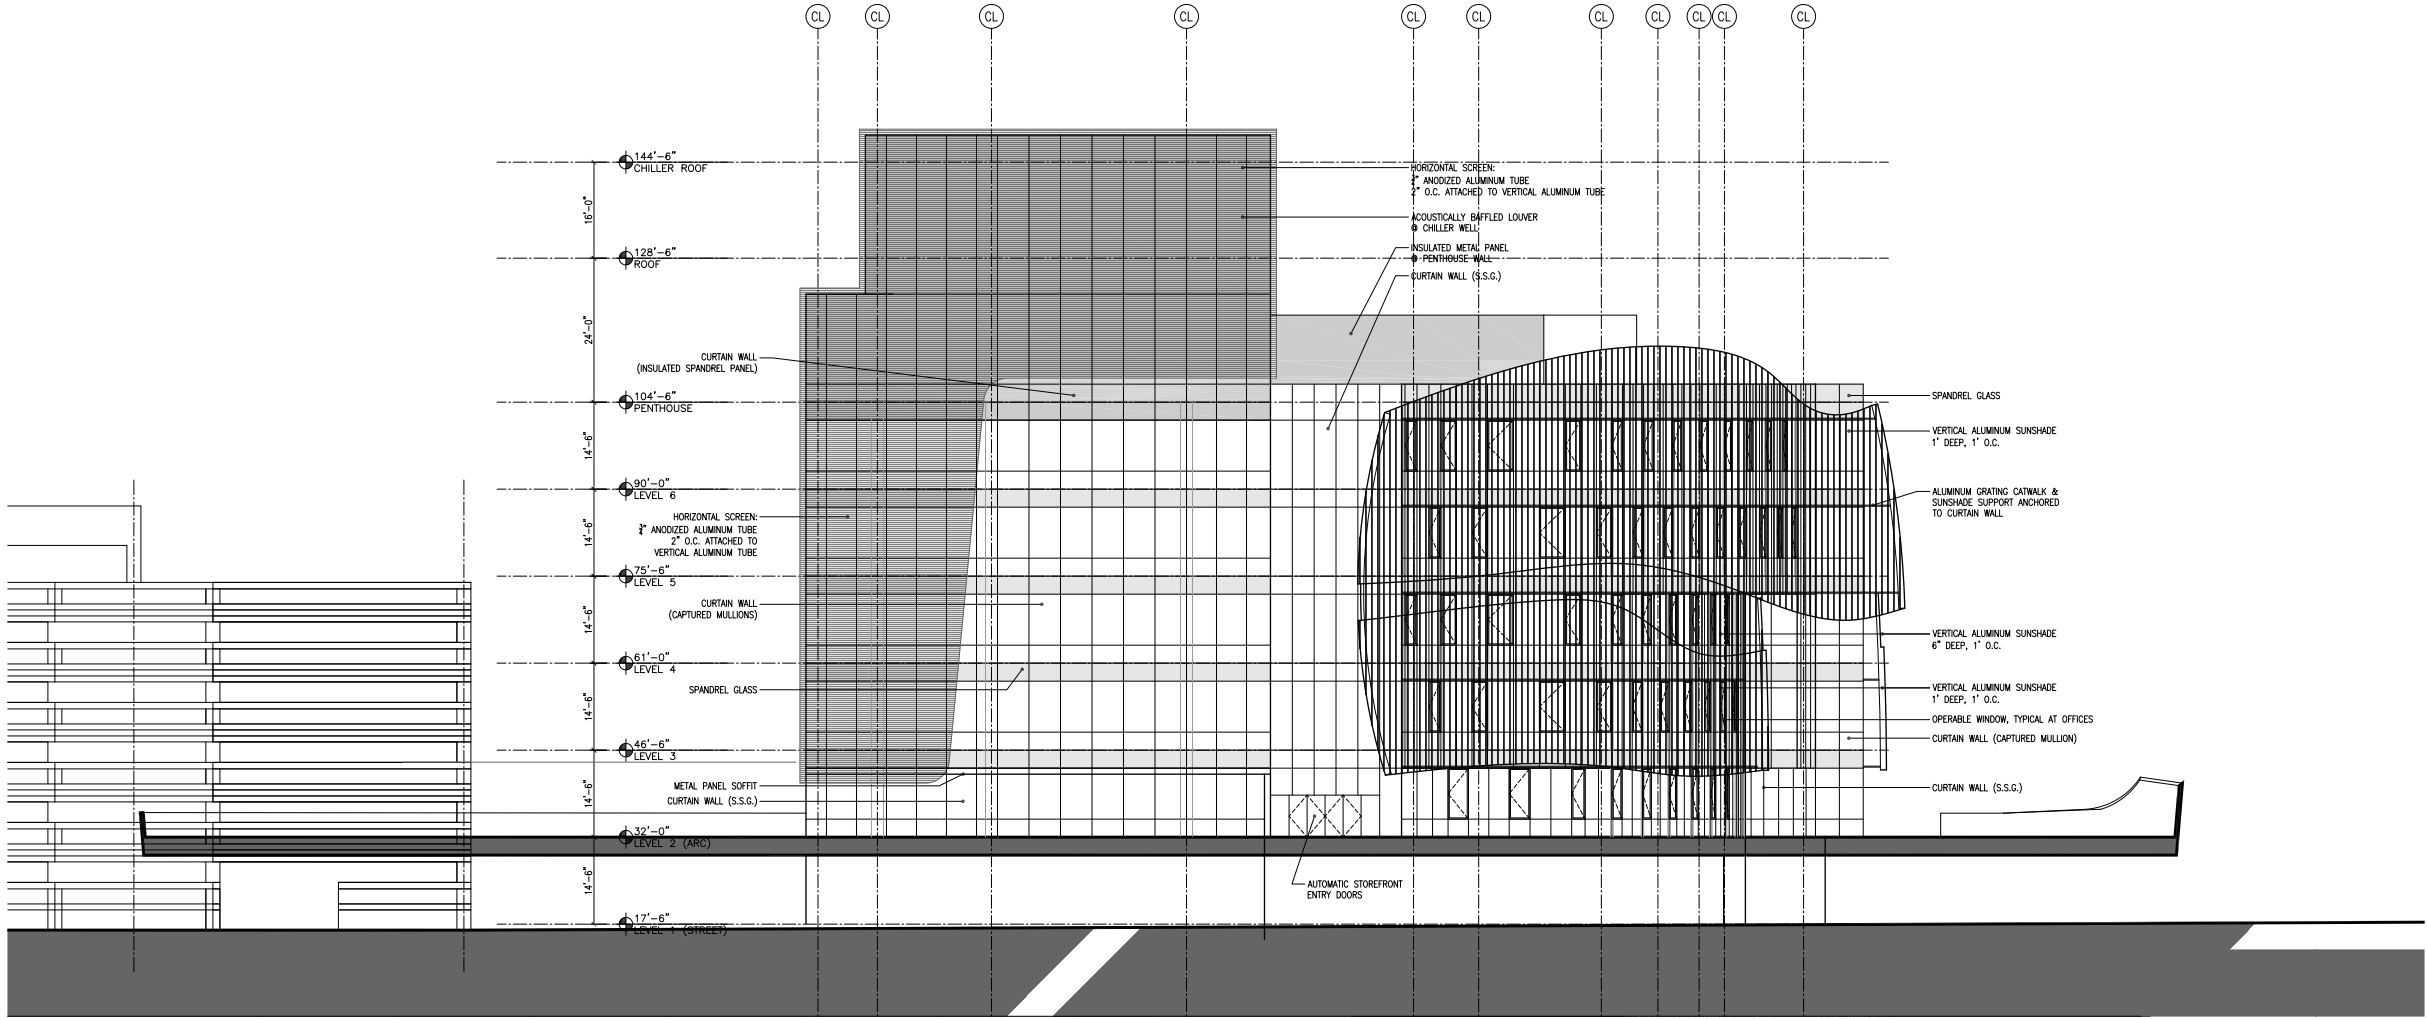 CL CL CL CL CL CL CL CL CL CL CL
144'-6"
CHILLER ROOF
16'-0"
128'-6"
ROOF
24'-0"
104'-6"
PENTHOUSE
14'-6"
90'-0"
LEVEL 6
14'-6"
75'-6"
LEVEL 5
14'-6"
61'-0"
LEVEL 4
14'-6"
46'-6"
LEVEL 3
14'-6"
32'-0"
LEVEL 2 (ARC)
14'-6"
17'-6"
LEVEL 1 (STREET)
CURTAIN WALL
(INSULATED SPANDREL PANEL)
HORIZONTAL SCREEN:
¾" ANODIZED ALUMINUM TUBE
2" O.C. ATTACHED TO
VERTICAL ALUMINUM TUBE
CURTAIN WALL
(CAPTURED MULLIONS)
SPANDREL GLASS
METAL PANEL SOFFIT
CURTAIN WALL (S.S.G.)
HORIZONTAL SCREEN:
ANODIZED ALUMINUM TUBE
2" O.C. ATTACHED TO VERTICAL ALUMINUM TUBE
ACOUSTICALLY BAFFLED LOUVER
@ CHILLER WELL
INSULATED METAL PANEL
@ PENTHOUSE WALL
CURTAIN WALL (S.S.G.)
AUTOMATIC STOREFRONT
ENTRY DOORS
SPANDREL GLASS
VERTICAL ALUMINUM SUNSHADE
1' DEEP, 1' O.C.
ALUMINUM GRATING CATWALK &
SUNSHADE SUPPORT ANCHORED
TO CURTAIN WALL
VERTICAL ALUMINUM SUNSHADE
6" DEEP, 1' O.C.
VERTICAL ALUMINUM SUNSHADE
1' DEEP, 1' O.C.
OPERABLE WINDOW, TYPICAL AT OFFICES
CURTAIN WALL (CAPTURED MULLION)
CURTAIN WALL (S.S.G.)